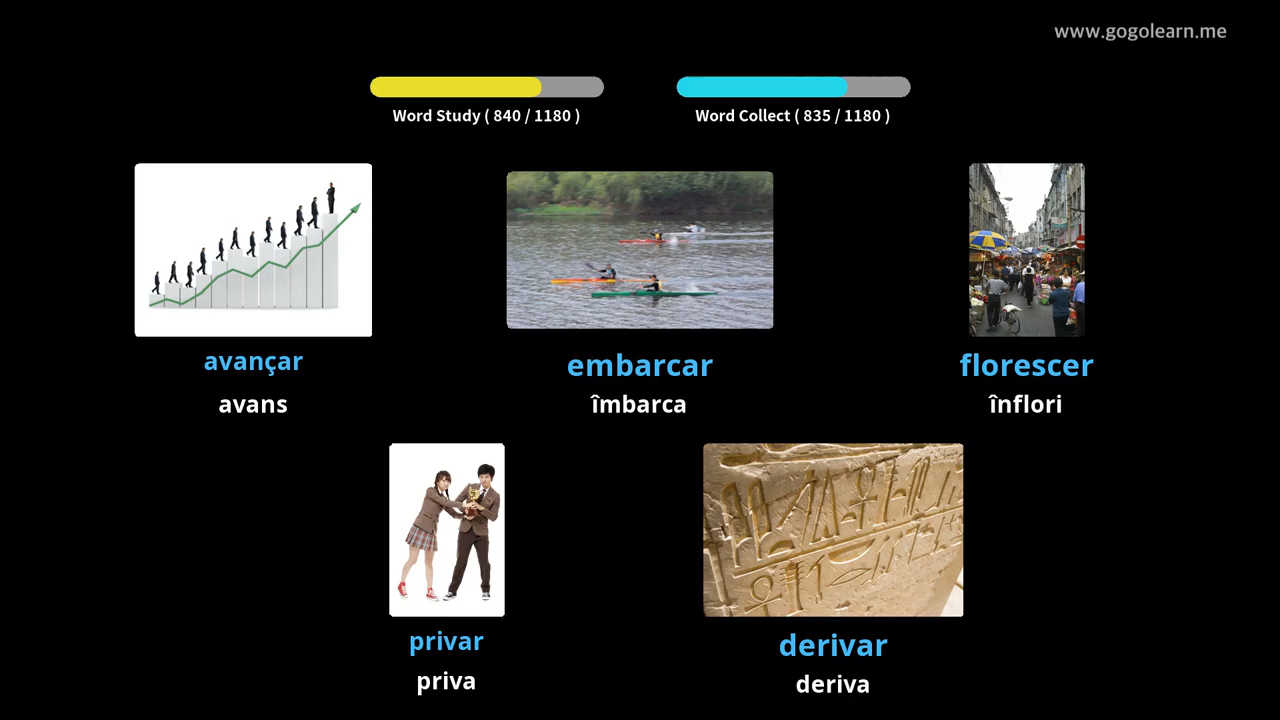 www.gogolearn.me
Word Study ( 840 / 1180 )
Word Collect ( 835 / 1180 )
avançar
avans
embarcar
îmbarca
florescer
înflori
privar
priva
derivar
deriva